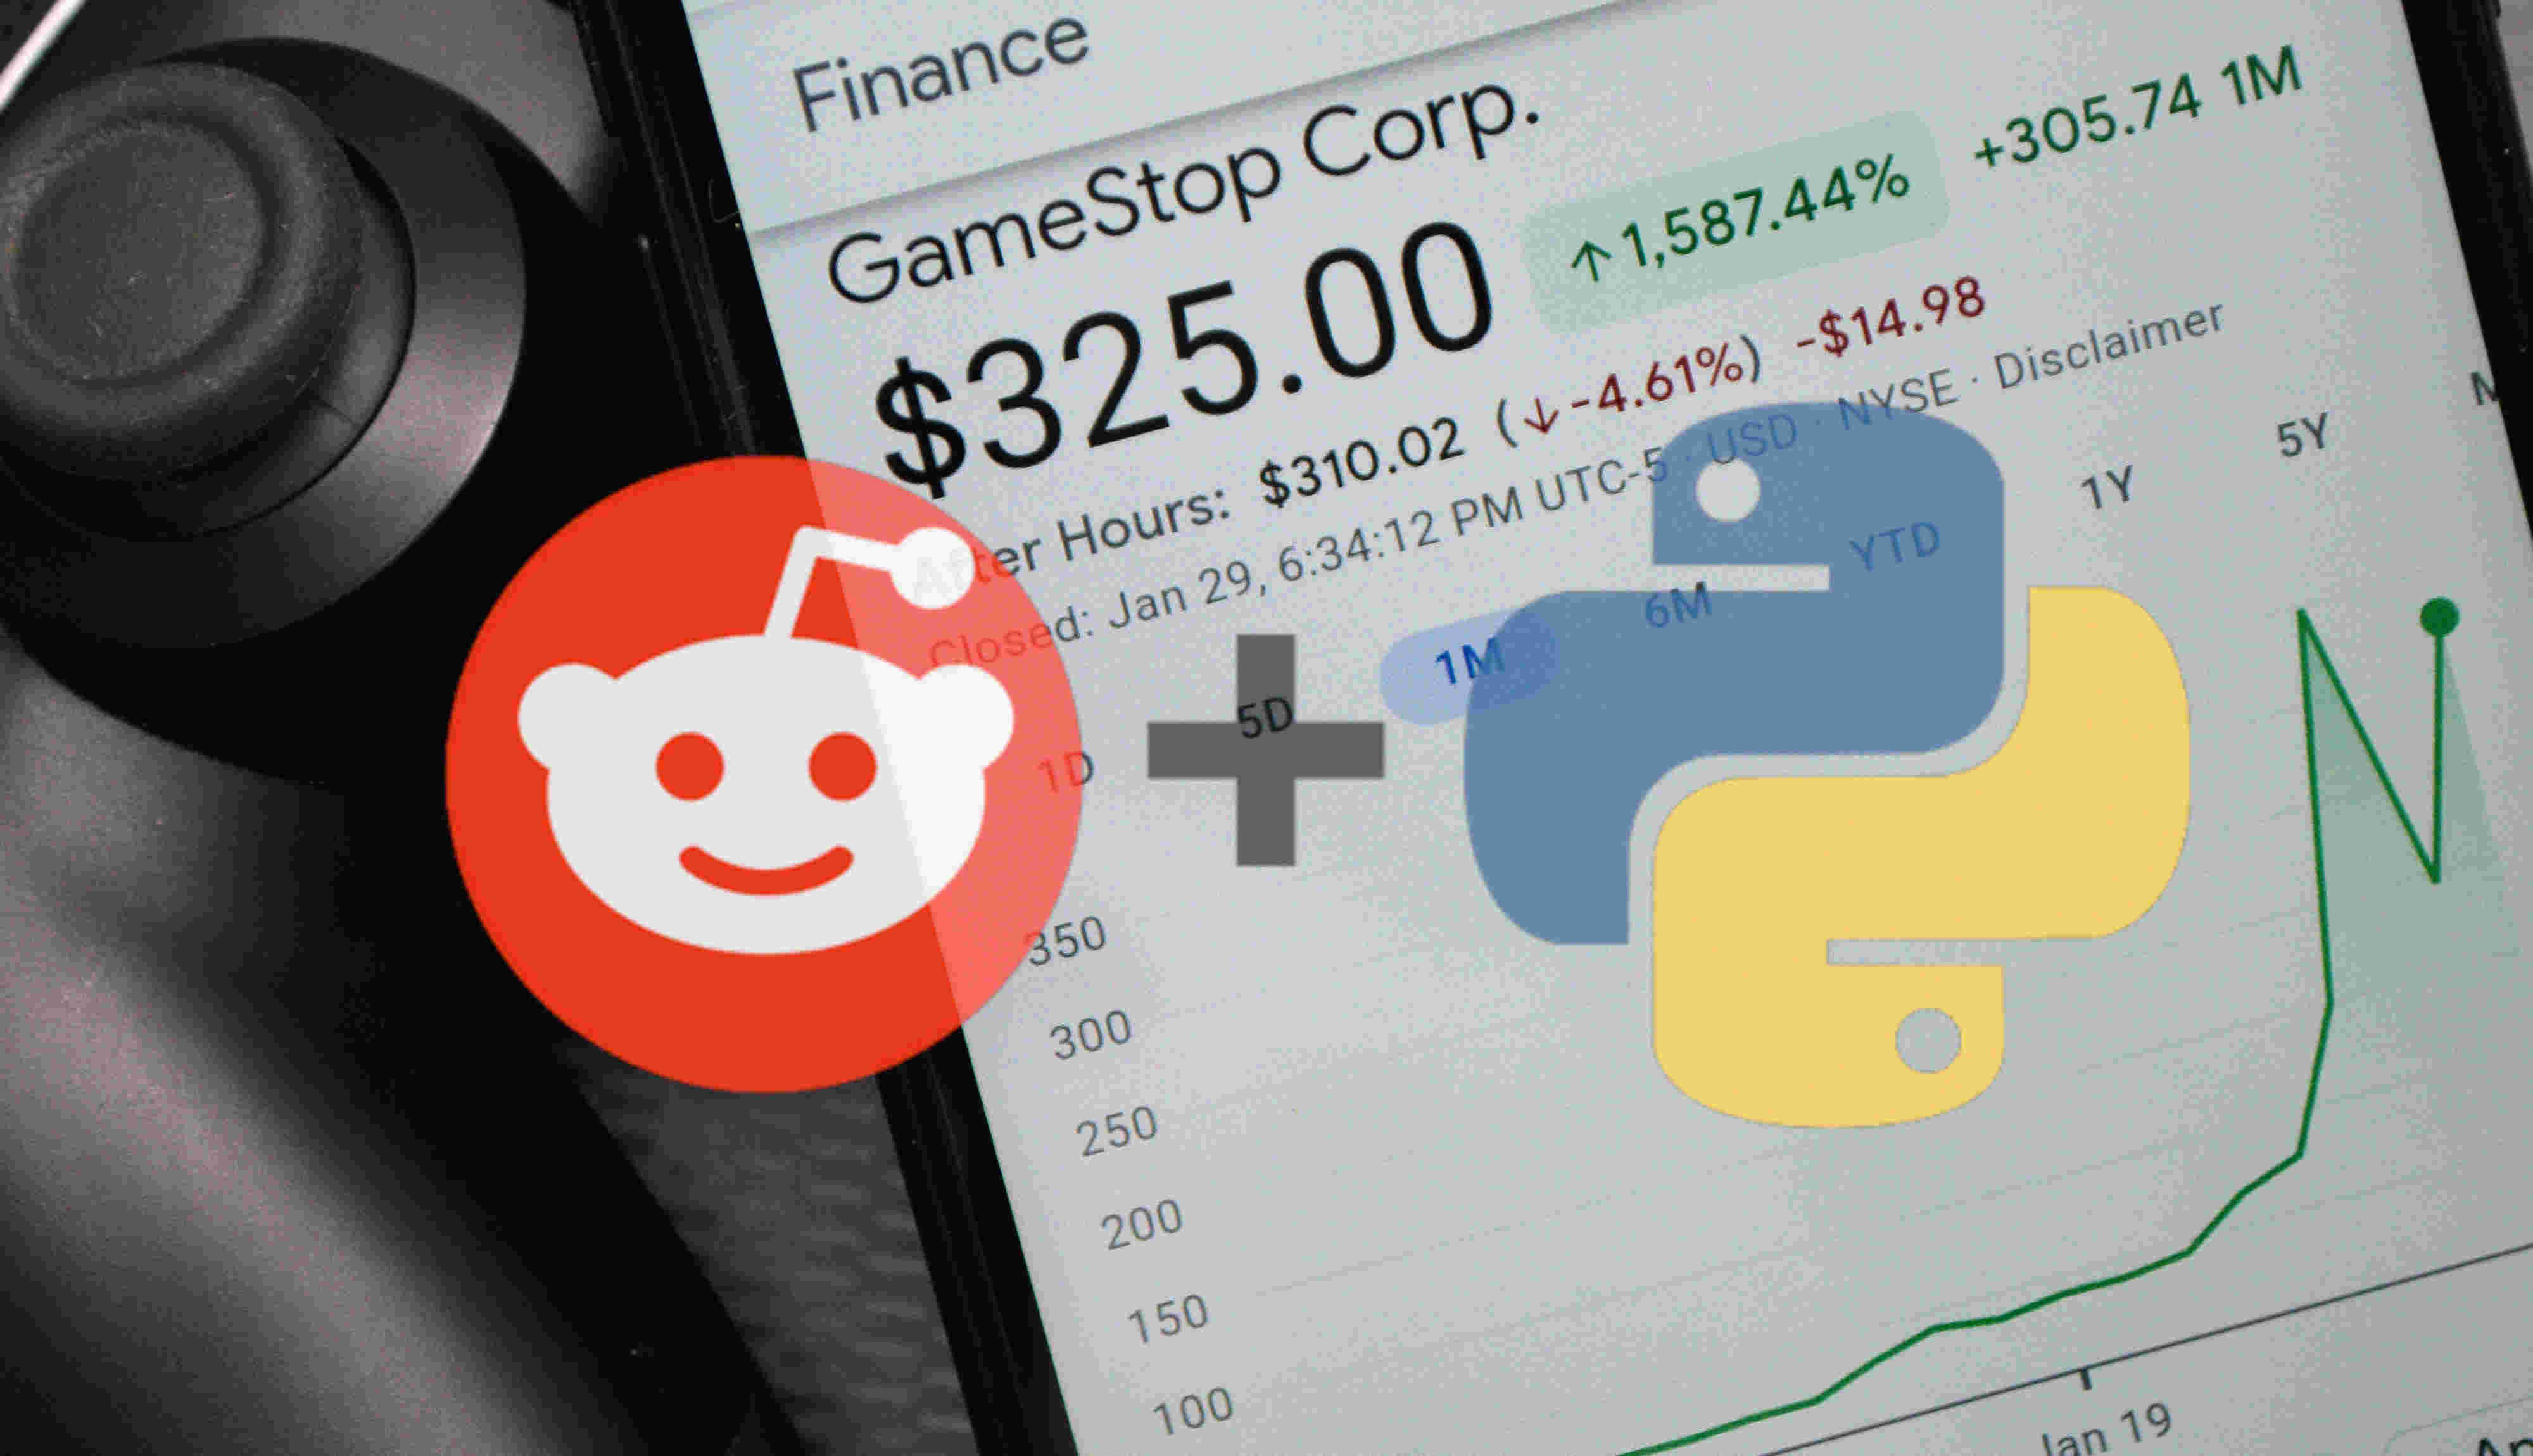 Finance
GameStop Corp.
$325.00 ↑1,587.44% +305.74 1M
After Hours: $310.02 (↓-4.61%) -$14.98
Closed: Jan 29, 6:34:12 PM UTC-5 · USD · NYSE · Disclaimer
1D 5D 1M 6M YTD 1Y 5Y
350
300
250
200
150
100
Jan 19